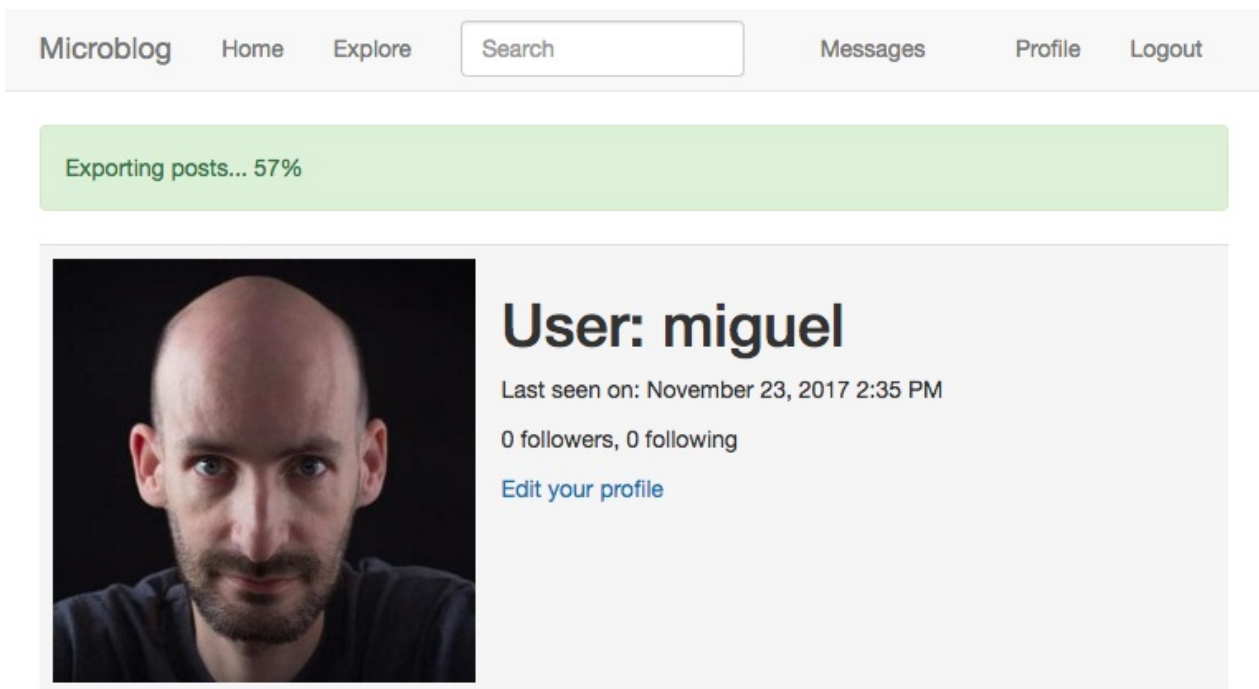 Microblog Home Explore Search Messages Profile Logout
Exporting posts... 57%
User: miguel
Last seen on: November 23, 2017 2:35 PM
0 followers, 0 following
Edit your profile